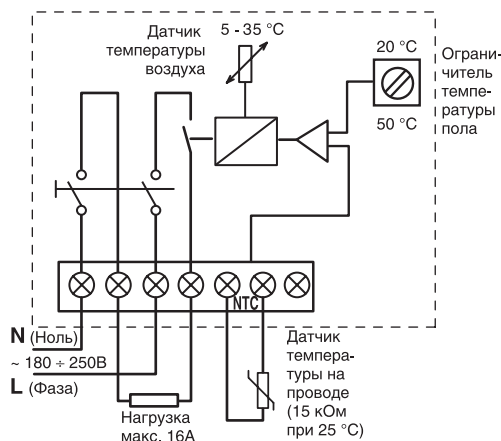 Датчик
температуры
воздуха
5 - 35 °C
20 °C
50 °C
Ограни-
читель
темпе-
ратуры
пола
NTC
N (Ноль)
~ 180 ÷ 250В
L (Фаза)
Нагрузка
макс. 16А
Датчик
темпера-
туры на
проводе
(15 кОм
при 25 °C)